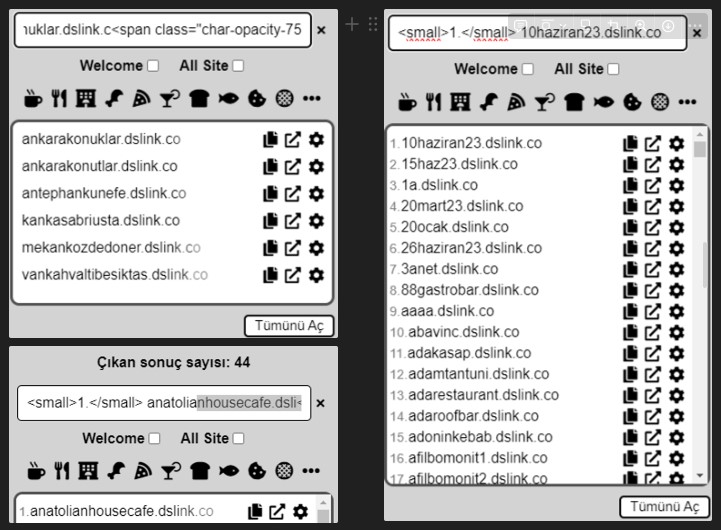 ıuklar.dslink.c<span class="char-opacity-75
Welcome All Site
ankarakonuklar.dslink.co
ankarakonutlar.dslink.co
antephankunefe.dslink.co
kankasabriusta.dslink.co
mekankozdedoner.dslink.co
vankahvaltibesiktas.dslink.co
Tümünü Aç
Çıkan sonuç sayısı: 44
<small>1.</small> anatolianhousecafe.dsli<
Welcome All Site
1.anatolianhousecafe.dslink.co
<small>1.</small> 10haziran23.dslink.co
Welcome All Site
1.10haziran23.dslink.co
2.15haz23.dslink.co
3.1a.dslink.co
4.20mart23.dslink.co
5.20ocak.dslink.co
6.26haziran23.dslink.co
7.3anet.dslink.co
8.88gastrobar.dslink.co
9.aaaa.dslink.co
10.abavinc.dslink.co
11.adakasap.dslink.co
12.adamtantuni.dslink.co
13.adarestaurant.dslink.co
14.adaroofbar.dslink.co
15.adoninkebab.dslink.co
16.afilbomonit1.dslink.co
17.afilbomonit2.dslink.co
Tümünü Aç